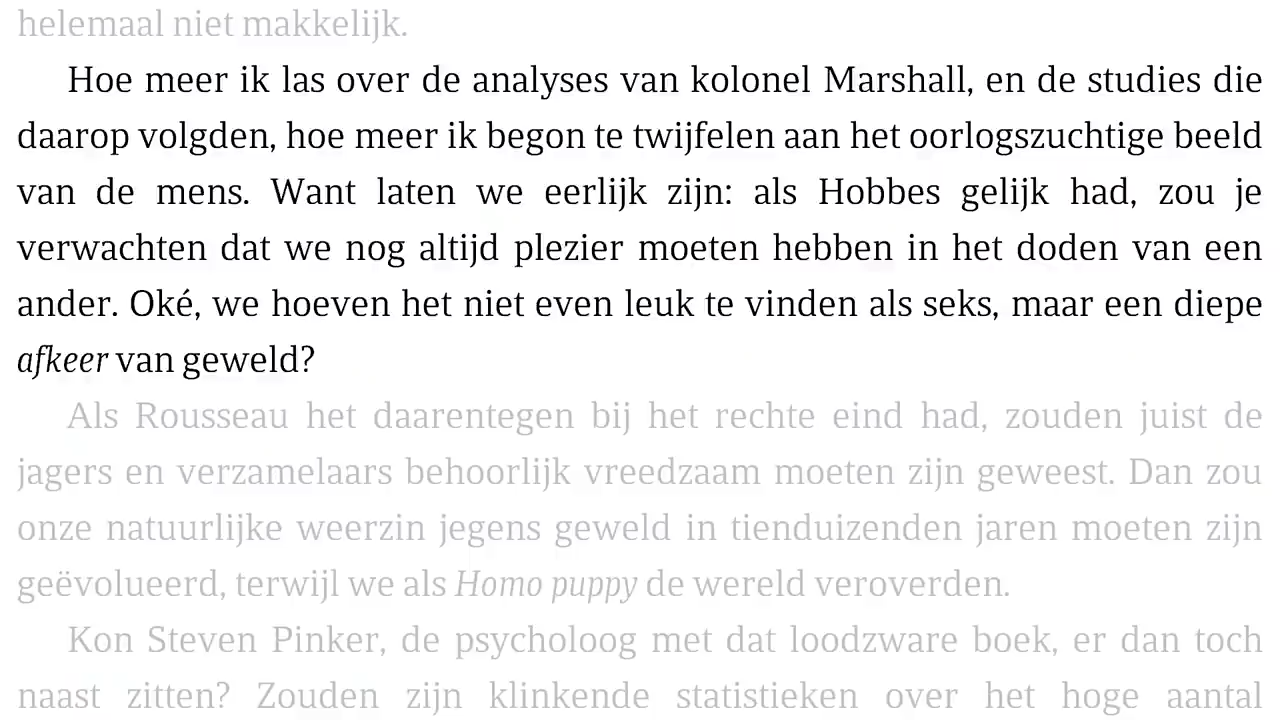 helemaal niet makkelijk.
Hoe meer ik las over de analyses van kolonel Marshall, en de studies die
daarop volgden, hoe meer ik begon te twijfelen aan het oorlogszuchtige beeld
van de mens. Want laten we eerlijk zijn: als Hobbes gelijk had, zou je
verwachten dat we nog altijd plezier moeten hebben in het doden van een
ander. Oké, we hoeven het niet even leuk te vinden als seks, maar een diepe
afkeer van geweld?
Als Rousseau het daarentegen bij het rechte eind had, zouden juist de
jagers en verzamelaars behoorlijk vreedzaam moeten zijn geweest. Dan zou
onze natuurlijke weerzin jegens geweld in tienduizenden jaren moeten zijn
geëvolueerd, terwijl we als Homo puppy de wereld veroverden.
Kon Steven Pinker, de psycholoog met dat loodzware boek, er dan toch
naast zitten? Zouden zijn klinkende statistieken over het hoge aantal